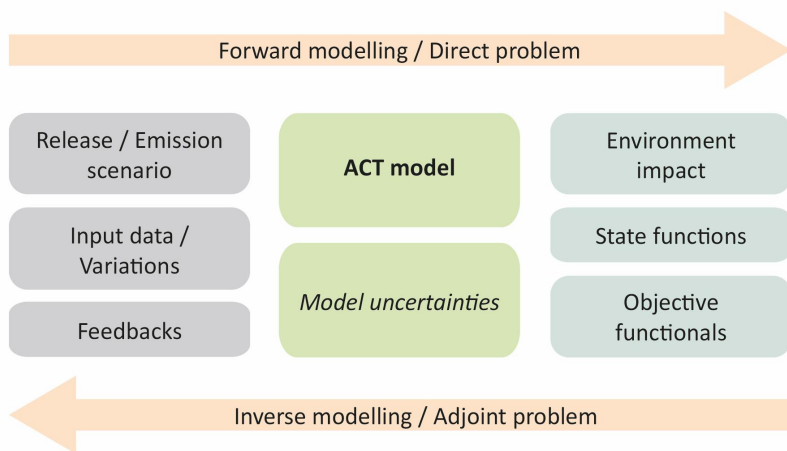 Forward modelling / Direct problem
Release / Emission
scenario
Input data /
Variations
Feedbacks
ACT model
Model uncertainties
Environment
impact
State functions
Objective
functionals
Inverse modelling / Adjoint problem